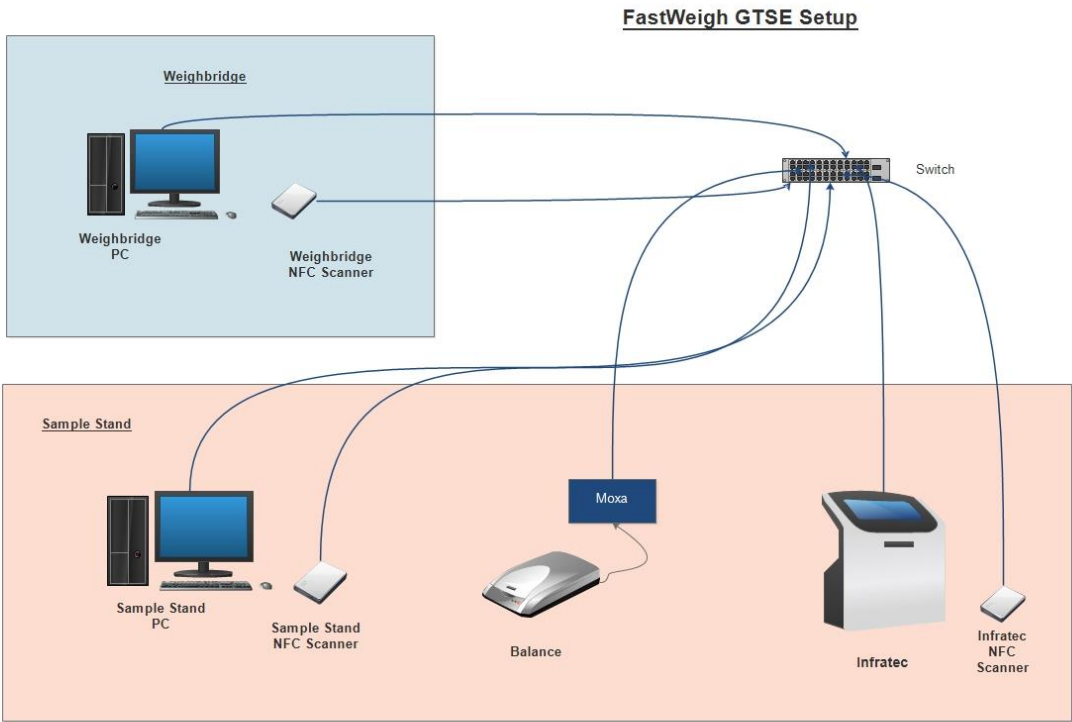 FastWeigh GTSE Setup
Weighbridge
Switch
Weighbridge
PC
Weighbridge
NFC Scanner
Sample Stand
Moxa
Sample Stand
PC
Sample Stand
NFC Scanner
Balance
Infratec
Infratec
NFC
Scanner